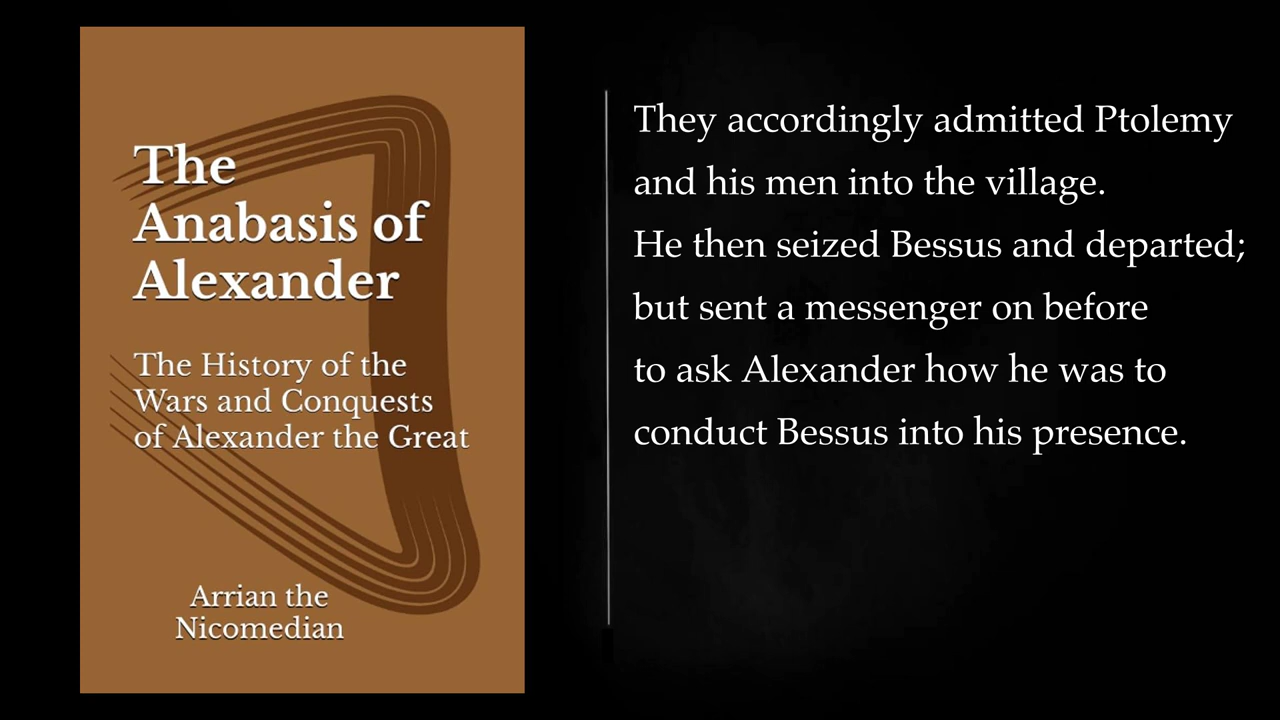 The
Anabasis of
Alexander
The History of the
Wars and Conquests
of Alexander the Great
Arrian the
Nicomedian
They accordingly admitted Ptolemy
and his men into the village.
He then seized Bessus and departed;
but sent a messenger on before
to ask Alexander how he was to
conduct Bessus into his presence.